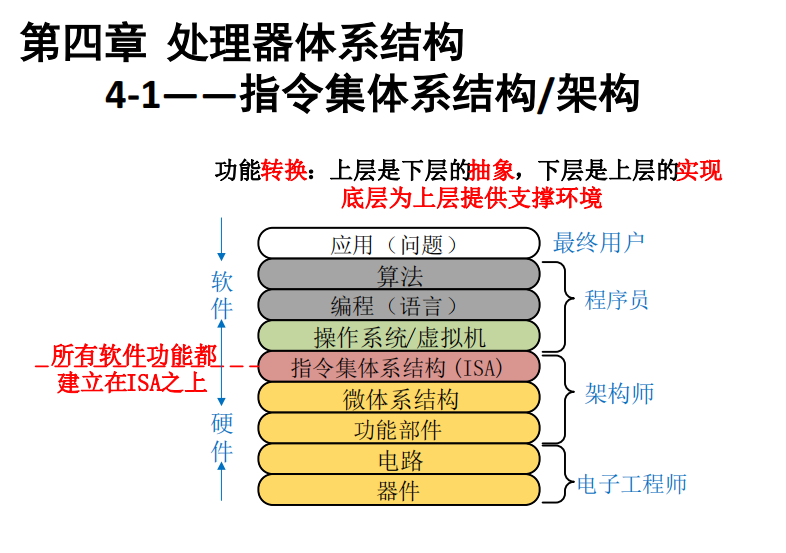 第四章 处理器体系结构
4-1——指令集体系结构/架构
功能转换：上层是下层的抽象，下层是上层的实现
底层为上层提供支撑环境
应用（问题）
最终用户
算法
软件
编程（语言）
程序员
操作系统/虚拟机
所有软件功能都
建立在ISA之上
指令集体系结构(ISA)
微体系结构
架构师
硬件
功能部件
电路
电子工程师
器件